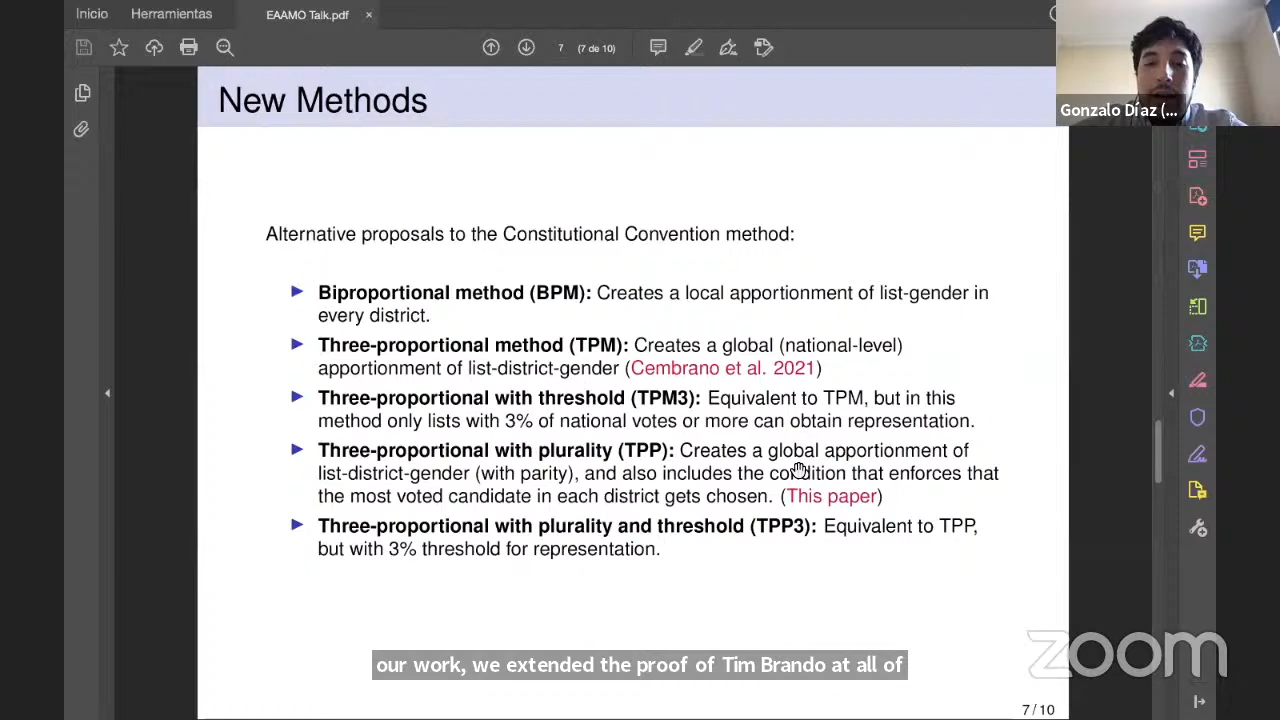 Inicio Herramientas EAAMO Talk.pdf ×
7 (7 de 10)
Gonzalo Díaz (...
New Methods
Alternative proposals to the Constitutional Convention method:
Biproportional method (BPM): Creates a local apportionment of list-gender in
every district.
Three-proportional method (TPM): Creates a global (national-level)
apportionment of list-district-gender (Cembrano et al. 2021)
Three-proportional with threshold (TPM3): Equivalent to TPM, but in this
method only lists with 3% of national votes or more can obtain representation.
Three-proportional with plurality (TPP): Creates a global apportionment of
list-district-gender (with parity), and also includes the condition that enforces that
the most voted candidate in each district gets chosen. (This paper)
Three-proportional with plurality and threshold (TPP3): Equivalent to TPP,
but with 3% threshold for representation.
our work, we extended the proof of Tim Brando at all of
zoom
7/10